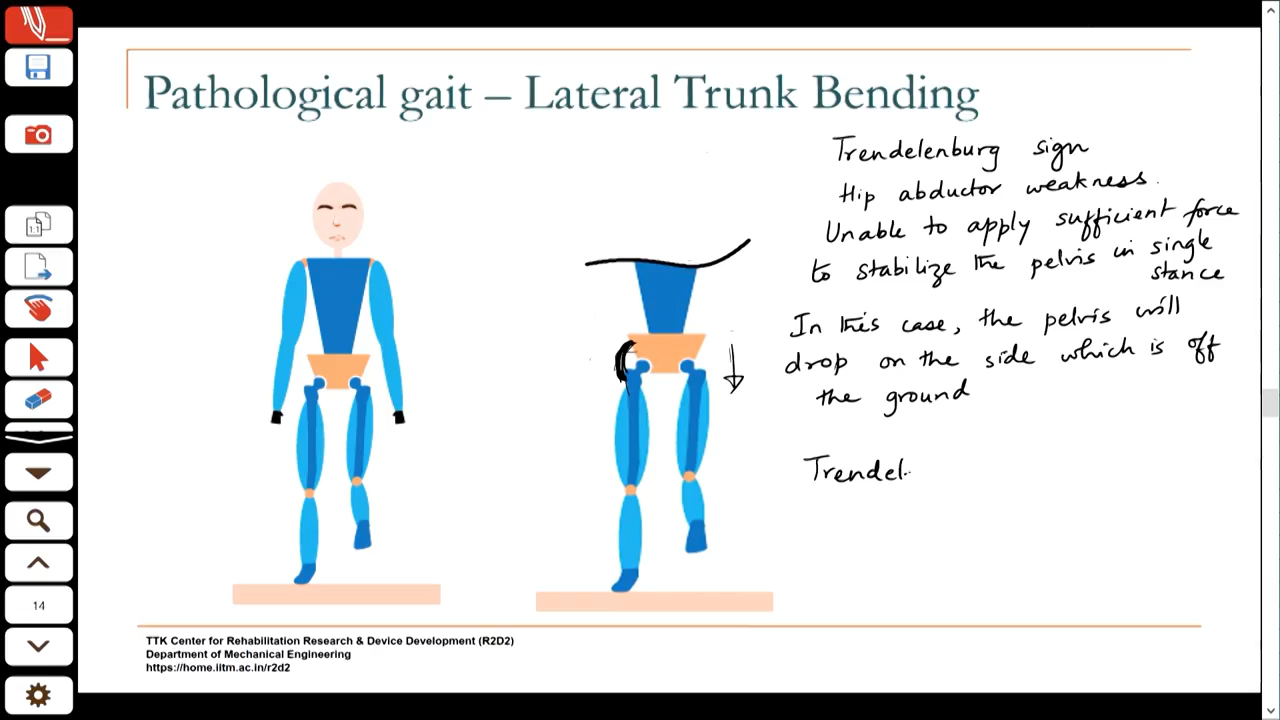 Pathological gait – Lateral Trunk Bending
Trendelenburg sign
Hip abductor weakness.
Unable to apply sufficient force
to stabilize the pelvis in single
stance
In this case, the pelvis will
drop on the side which is off
the ground
Trendel
TTK Center for Rehabilitation Research & Device Development (R2D2)
Department of Mechanical Engineering
https://home.iitm.ac.in/r2d2
1:1
14